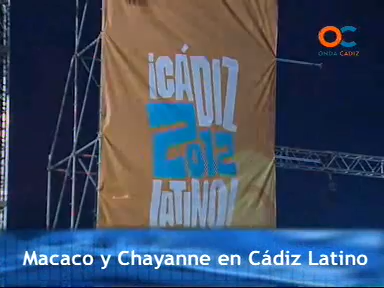 OC
ONDA CÁDIZ
¡CÁDIZ
2012
LATINO!
Macaco y Chayanne en Cádiz Latino